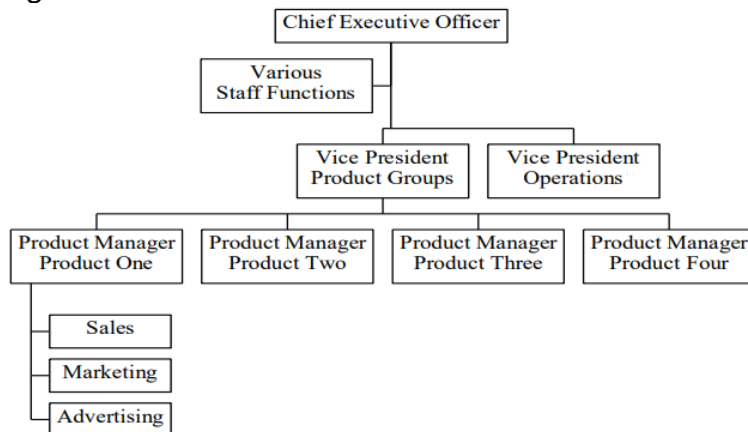 Chief Executive Officer
Various
Staff Functions
Vice President
Product Groups
Vice President
Operations
Product Manager
Product One
Product Manager
Product Two
Product Manager
Product Three
Product Manager
Product Four
Sales
Marketing
Advertising